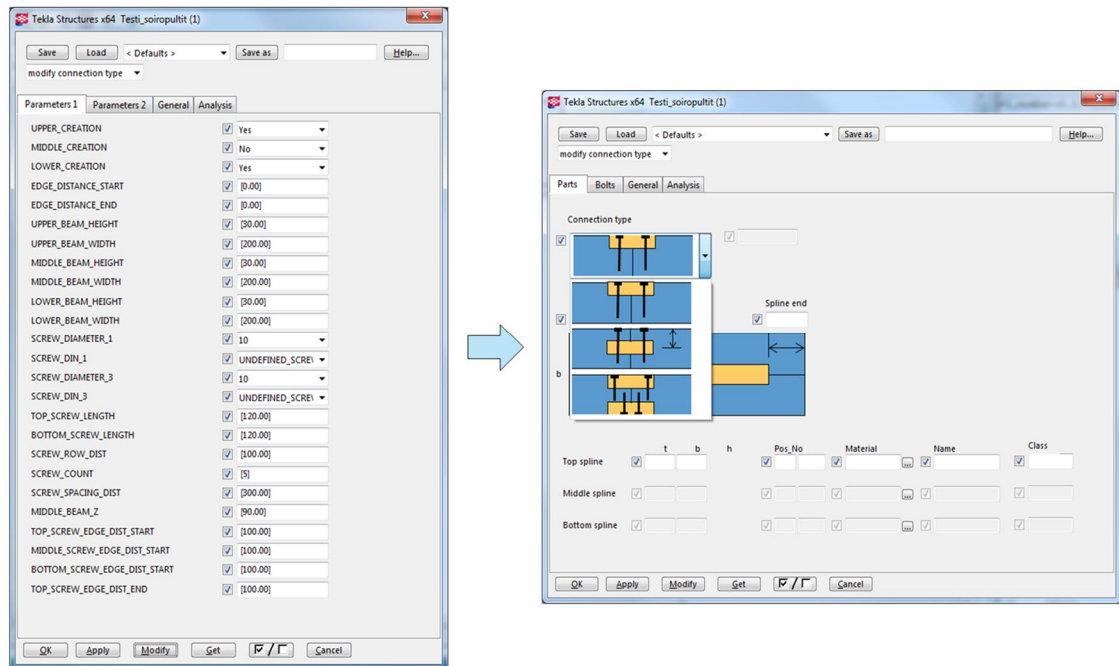 Tekla Structures x64 Testi_soiropultit (1)
Save Load < Defaults > Save as Help...
modify connection type
Parameters 1 Parameters 2 General Analysis
UPPER_CREATION Yes
MIDDLE_CREATION No
LOWER_CREATION Yes
EDGE_DISTANCE_START [0.00]
EDGE_DISTANCE_END [0.00]
UPPER_BEAM_HEIGHT [30.00]
UPPER_BEAM_WIDTH [200.00]
MIDDLE_BEAM_HEIGHT [30.00]
MIDDLE_BEAM_WIDTH [200.00]
LOWER_BEAM_HEIGHT [30.00]
LOWER_BEAM_WIDTH [200.00]
SCREW_DIAMETER_1 10
SCREW_DIN_1 UNDEFINED_SCREW
SCREW_DIAMETER_3 10
SCREW_DIN_3 UNDEFINED_SCREW
TOP_SCREW_LENGTH [120.00]
BOTTOM_SCREW_LENGTH [120.00]
SCREW_ROW_DIST [100.00]
SCREW_COUNT [5]
SCREW_SPACING_DIST [300.00]
MIDDLE_BEAM_Z [90.00]
TOP_SCREW_EDGE_DIST_START [100.00]
MIDDLE_SCREW_EDGE_DIST_START [100.00]
BOTTOM_SCREW_EDGE_DIST_START [100.00]
TOP_SCREW_EDGE_DIST_END [100.00]
OK Apply Modify Get / Cancel
Tekla Structures x64 Testi_soiropultit (1)
Save Load < Defaults > Save as Help...
modify connection type
Parts Bolts General Analysis
Connection type
Spline end
b
t b h Pos_No Material Name Class
Top spline ...
Middle spline ...
Bottom spline ...
OK Apply Modify Get / Cancel